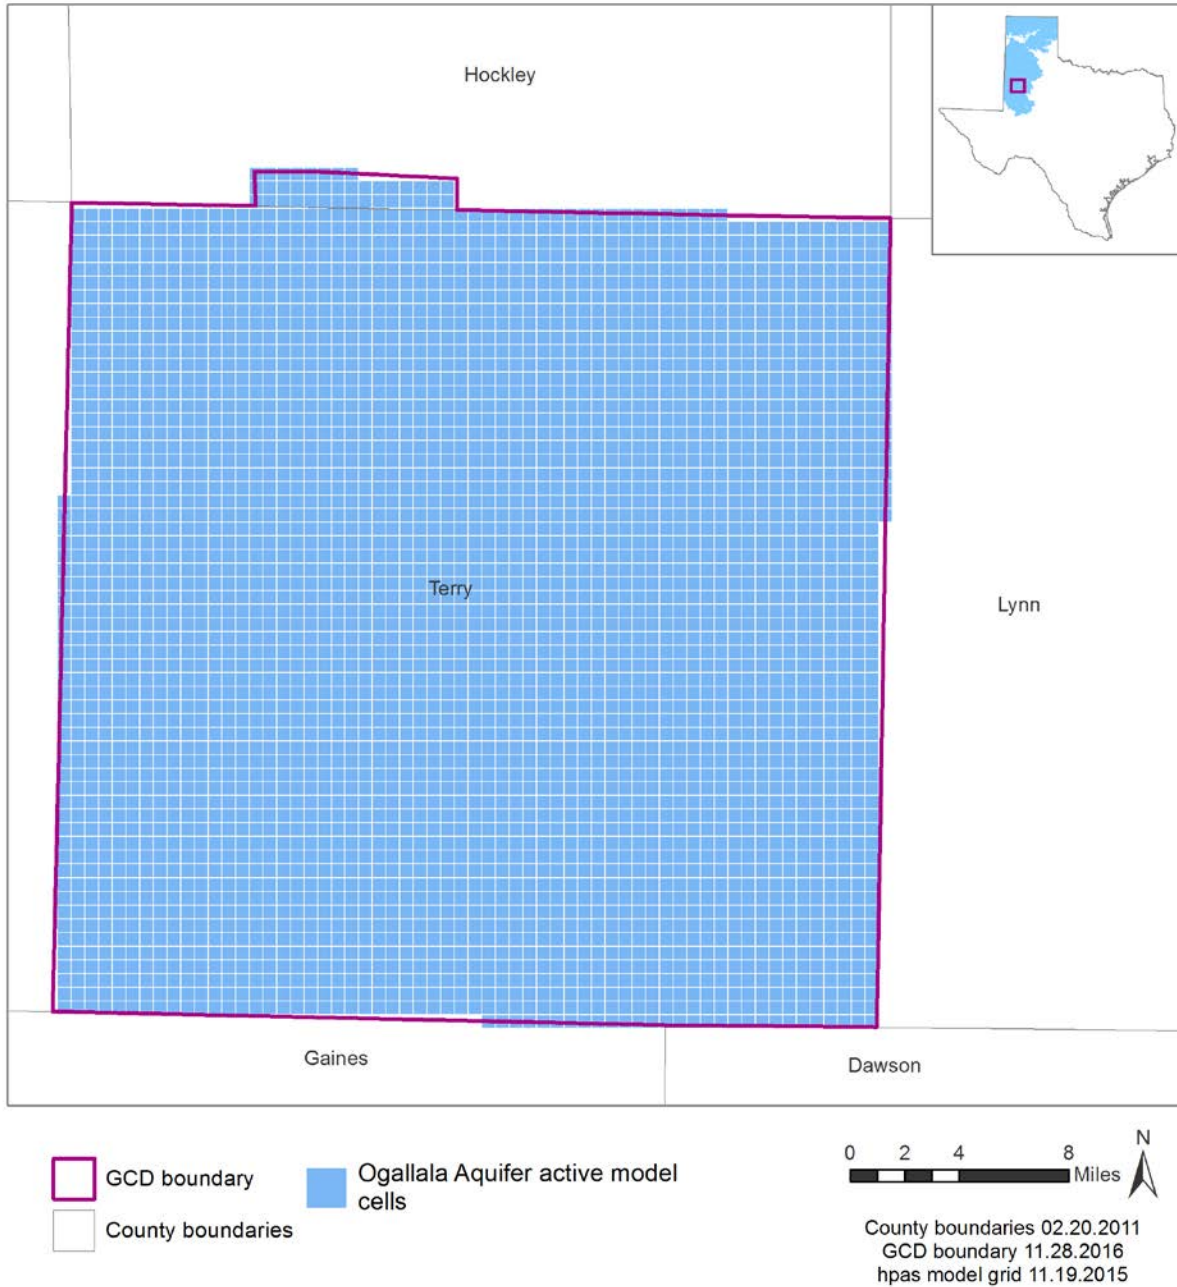 Hockley
Terry
Lynn
Gaines
Dawson
GCD boundary
County boundaries
Ogallala Aquifer active model
cells
0 2 4 8
Miles
N
County boundaries 02.20.2011
GCD boundary 11.28.2016
hpas model grid 11.19.2015